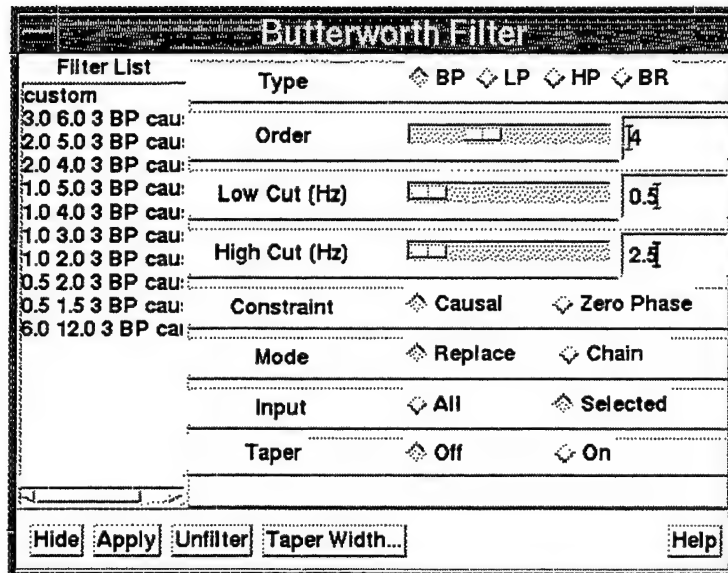 Butterworth Filter
Filter List
custom
3.0 6.0 3 BP cau
2.0 5.0 3 BP cau
2.0 4.0 3 BP cau
1.0 5.0 3 BP cau
1.0 4.0 3 BP cau
1.0 3.0 3 BP cau
1.0 2.0 3 BP cau
0.5 2.0 3 BP cau
0.5 1.5 3 BP cau
6.0 12.0 3 BP cau
Type BP LP HP BR
Order 4
Low Cut (Hz) 0.5
High Cut (Hz) 2.5
Constraint Causal Zero Phase
Mode Replace Chain
Input All Selected
Taper Off On
Hide Apply Unfilter Taper Width... Help